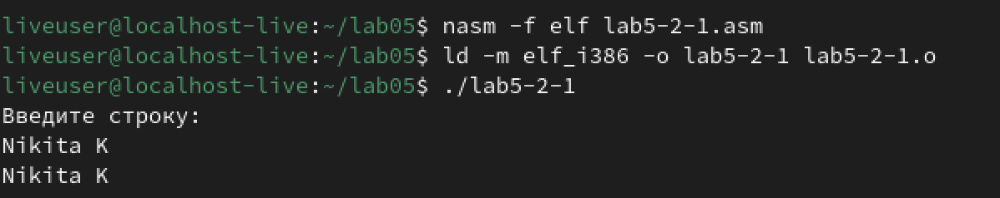 liveuser@localhost-live:~/lab05$ nasm -f elf lab5-2-1.asm
liveuser@localhost-live:~/lab05$ ld -m elf_i386 -o lab5-2-1 lab5-2-1.o
liveuser@localhost-live:~/lab05$ ./lab5-2-1
Введите строку:
Nikita K
Nikita K